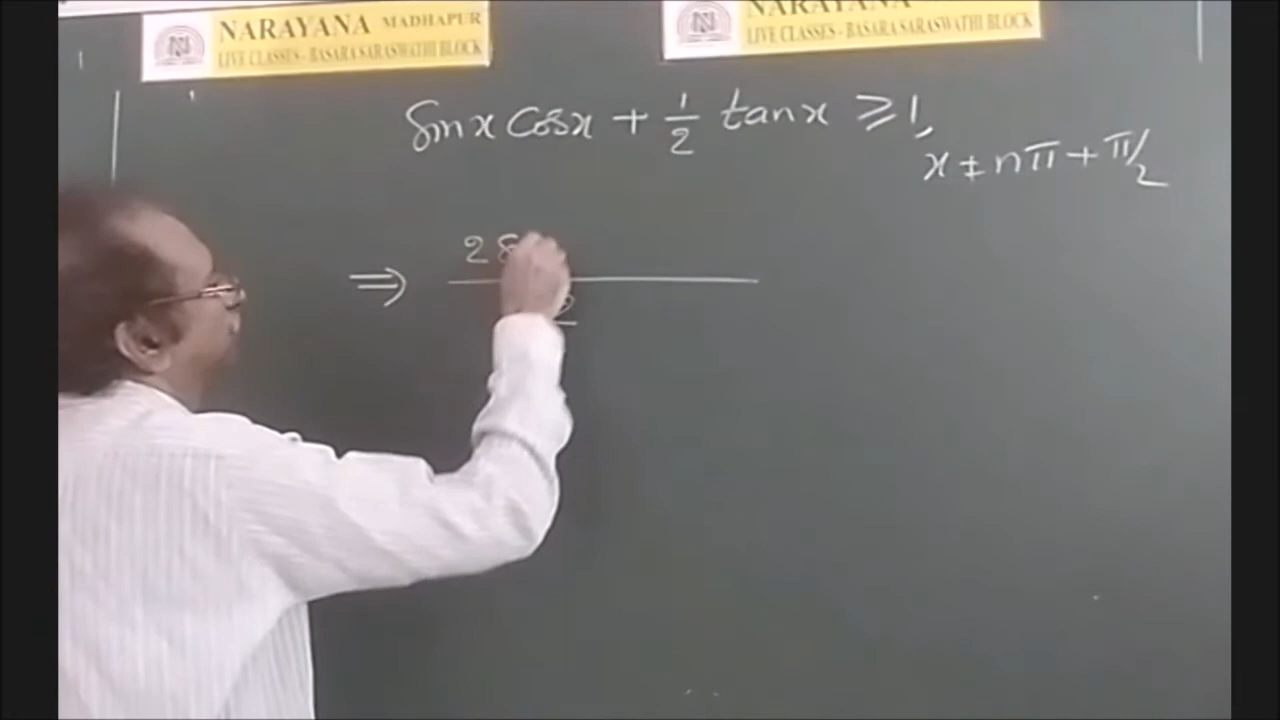 NARAYANA MADHAPUR
LIVE CLASSES - BASARA SARASWATHI BLOCK
NARAYANA
LIVE CLASSES - BASARA SARASWATHI BLOCK
sinx cosx + 1/2 tanx ≥ 1,
x ≠ nπ + π/2
⇒ 2